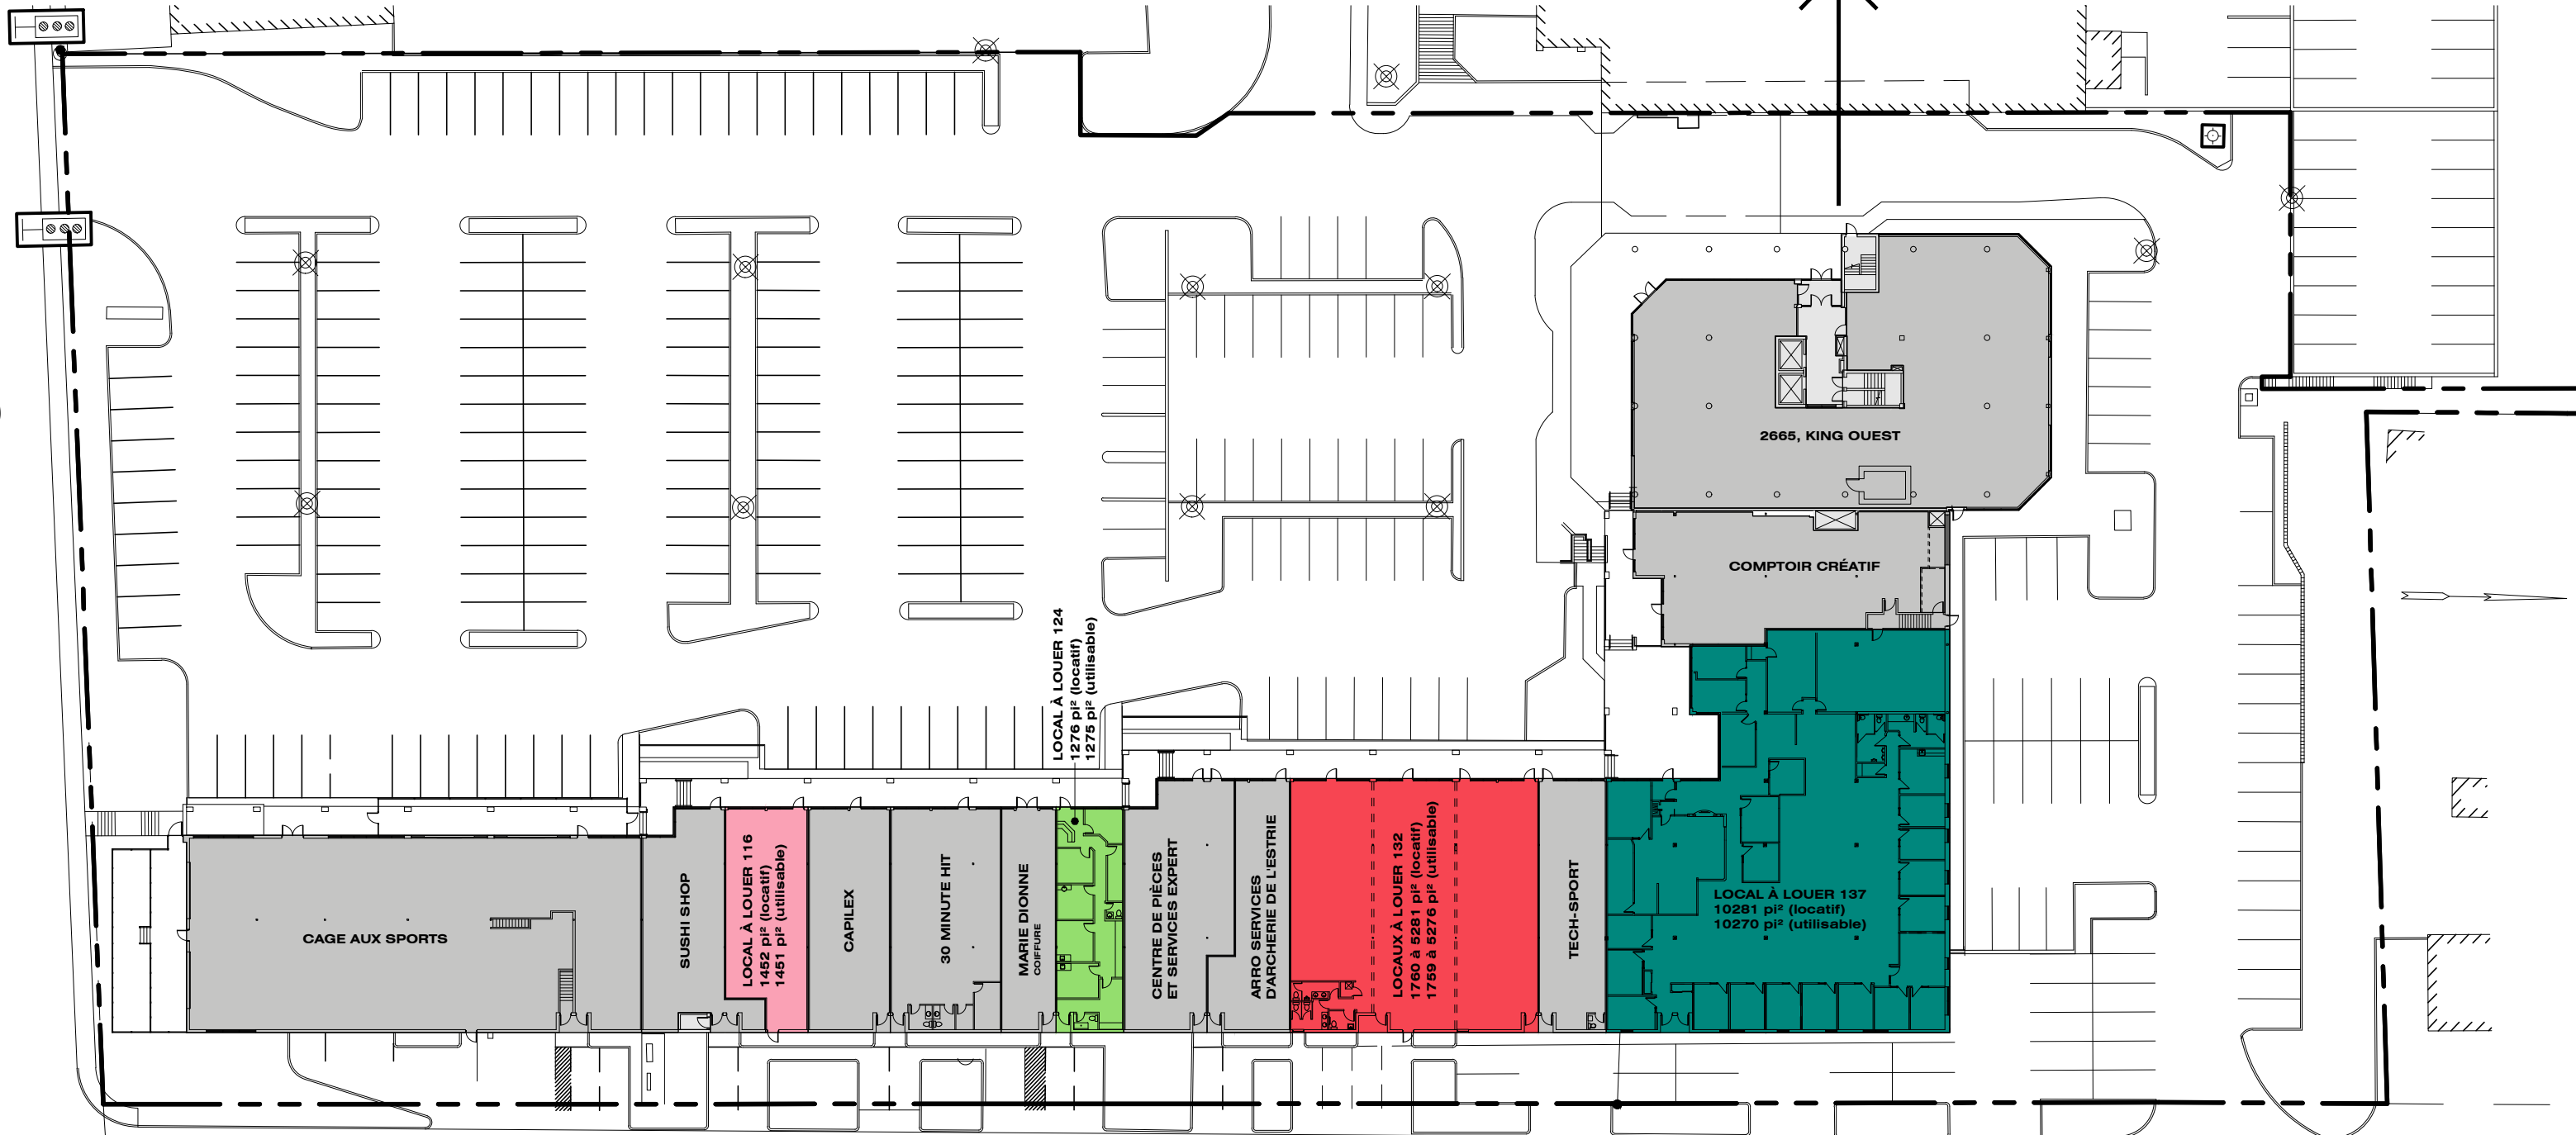 2665, KING OUEST
COMPTOIR CRÉATIF
LOCAL À LOUER 124
1276 pi² (locatif)
1275 pi² (utilisable)
CAGE AUX SPORTS
SUSHI SHOP
LOCAL À LOUER 116
1452 pi² (locatif)
1451 pi² (utilisable)
CAPILEX
30 MINUTE HIT
MARIE DIONNE
COIFFURE
CENTRE DE PIÈCES
ET SERVICES EXPERT
ARRO SERVICES
D'ARCHERIE DE L'ESTRIE
LOCAUX À LOUER 132
1760 à 5281 pi² (locatif)
1759 à 5276 pi² (utilisable)
TECH-SPORT
LOCAL À LOUER 137
10281 pi² (locatif)
10270 pi² (utilisable)